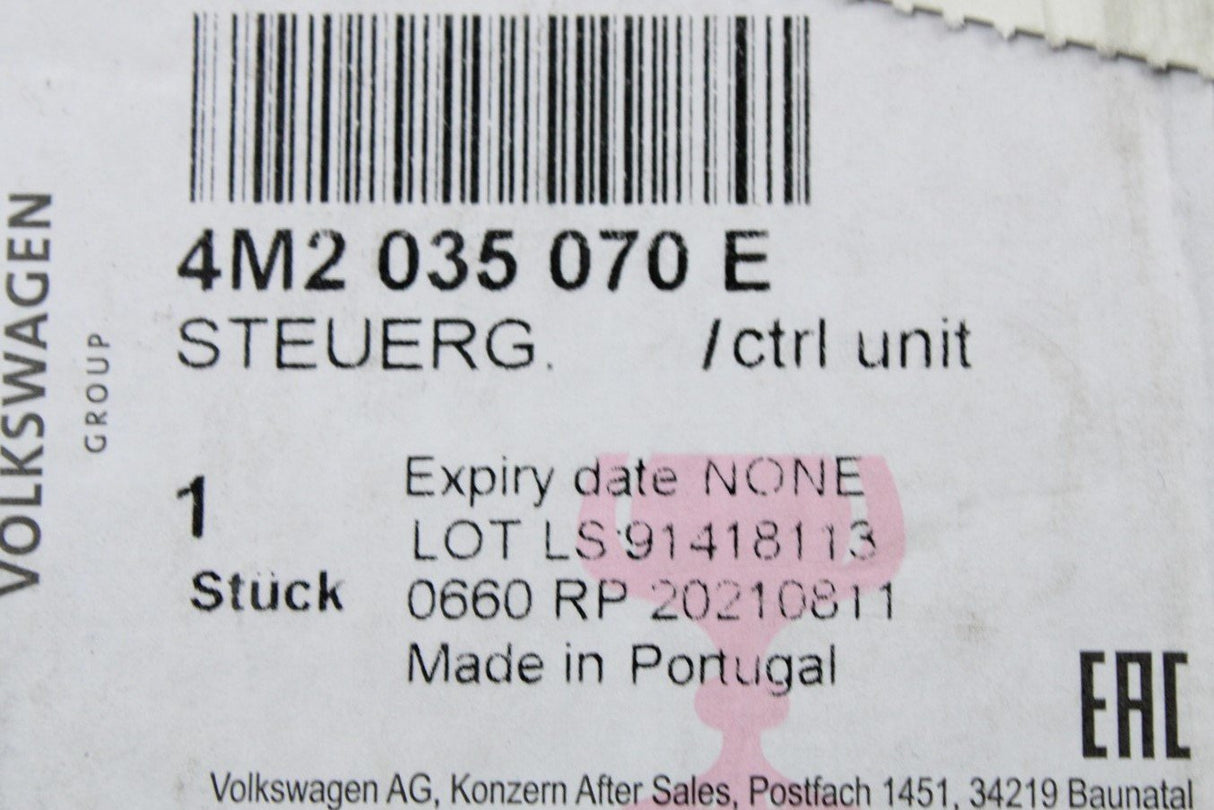 VOLKSWAGEN
GROUP
4M2 035 070 E
STEUERG. /ctrl unit
1
Stück
Expiry date NONE
LOT LS 91418113
0660 RP 20210811
Made in Portugal
EAC
Volkswagen AG, Konzern After Sales, Postfach 1451, 34219 Baunatal